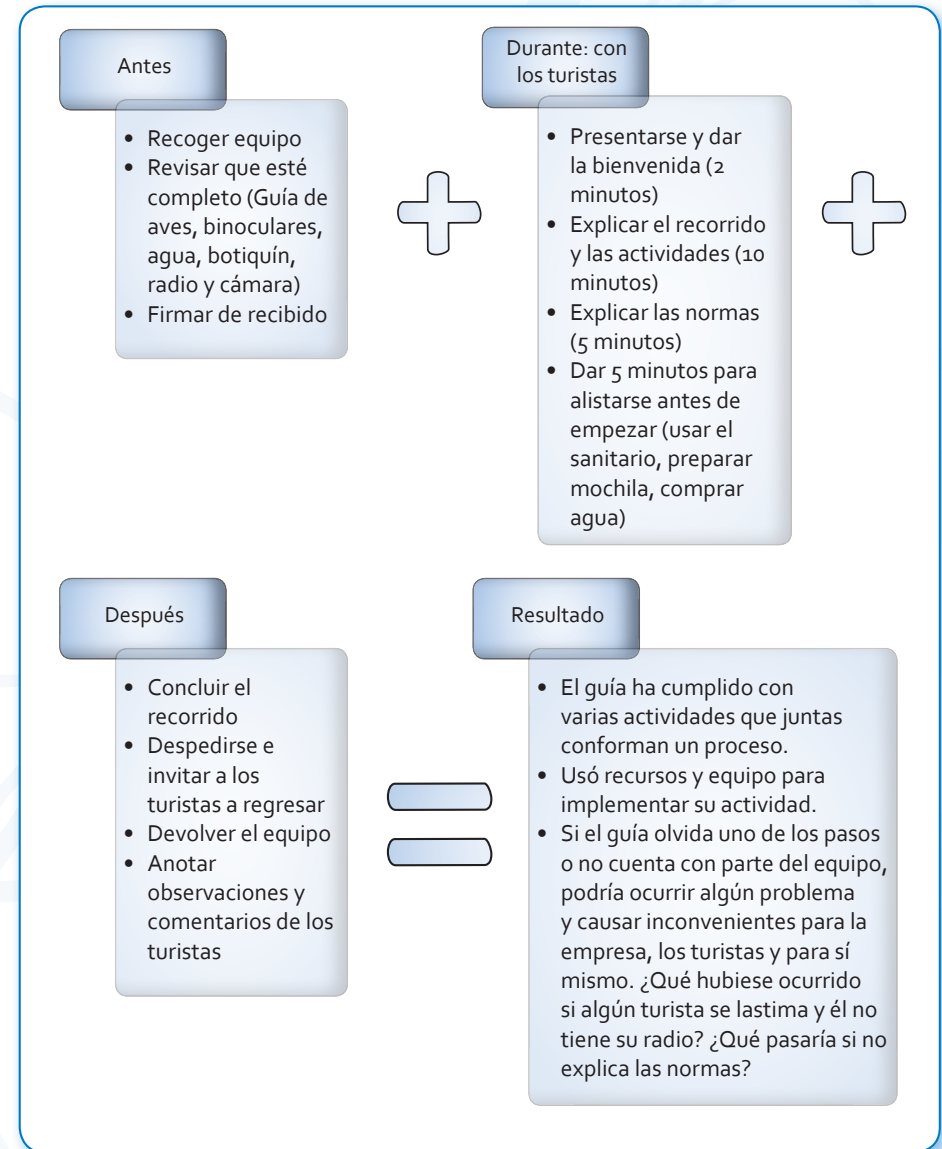 Antes
• Recoger equipo
• Revisar que esté
completo (Guía de
aves, binoculares,
agua, botiquín,
radio y cámara)
• Firmar de recibido
Durante: con
los turistas
• Presentarse y dar
la bienvenida (2
minutos)
• Explicar el recorrido
y las actividades (10
minutos)
• Explicar las normas
(5 minutos)
• Dar 5 minutos para
alistarse antes de
empezar (usar el
sanitario, preparar
mochila, comprar
agua)
Después
• Concluir el
recorrido
• Despedirse e
invitar a los
turistas a regresar
• Devolver el equipo
• Anotar
observaciones y
comentarios de los
turistas
Resultado
• El guía ha cumplido con
varias actividades que juntas
conforman un proceso.
• Usó recursos y equipo para
implementar su actividad.
• Si el guía olvida uno de los pasos
o no cuenta con parte del equipo,
podría ocurrir algún problema
y causar inconvenientes para la
empresa, los turistas y para sí
mismo. ¿Qué hubiese ocurrido
si algún turista se lastima y él no
tiene su radio? ¿Qué pasaría si no
explica las normas?